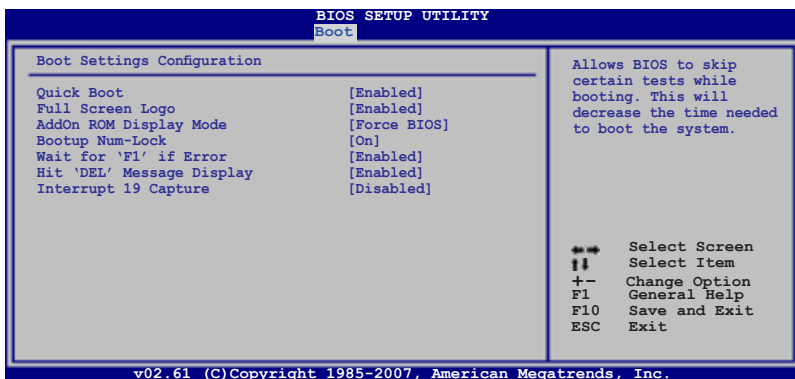 BIOS SETUP UTILITY
Boot
Boot Settings Configuration
Quick Boot [Enabled]
Full Screen Logo [Enabled]
AddOn ROM Display Mode [Force BIOS]
Bootup Num-Lock [On]
Wait for ‘F1’ if Error [Enabled]
Hit ‘DEL’ Message Display [Enabled]
Interrupt 19 Capture [Disabled]
Allows BIOS to skip
certain tests while
booting. This will
decrease the time needed
to boot the system.
←→ Select Screen
↑↓ Select Item
+- Change Option
F1 General Help
F10 Save and Exit
ESC Exit
v02.61 (C)Copyright 1985-2007, American Megatrends, Inc.